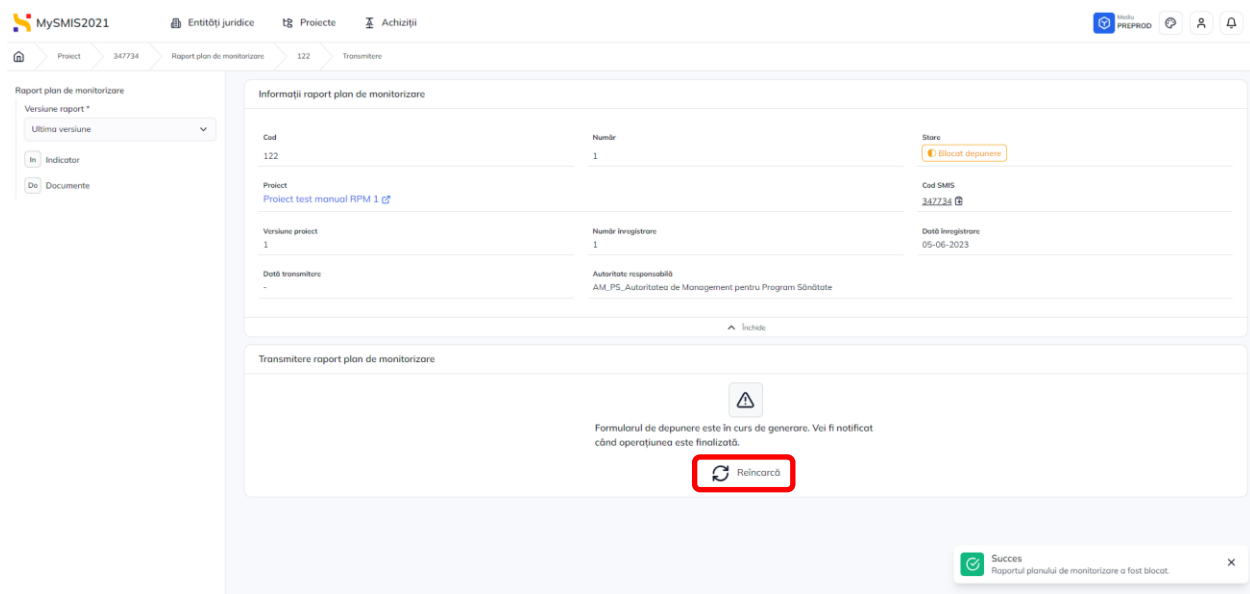 MySMIS2021
Entități juridice
Proiecte
Achiziții
Mediu
PREPROD
Proiect
347734
Raport plan de monitorizare
122
Transmitere
Raport plan de monitorizare
Versiune raport *
Ultima versiune
In Indicator
Do Documente
Informații raport plan de monitorizare
Cod
122
Număr
1
Stare
Blocat depunere
Proiect
Proiect test manual RPM 1
Cod SMIS
347734
Versiune proiect
1
Număr înregistrare
1
Dată înregistrare
05-06-2023
Dată transmitere
-
Autoritate responsabilă
AM_PS_Autoritatea de Management pentru Program Sănătate
Închide
Transmitere raport plan de monitorizare
Formularul de depunere este în curs de generare. Vei fi notificat
când operațiunea este finalizată.
Reîncarcă
Succes
Raportul planului de monitorizare a fost blocat.